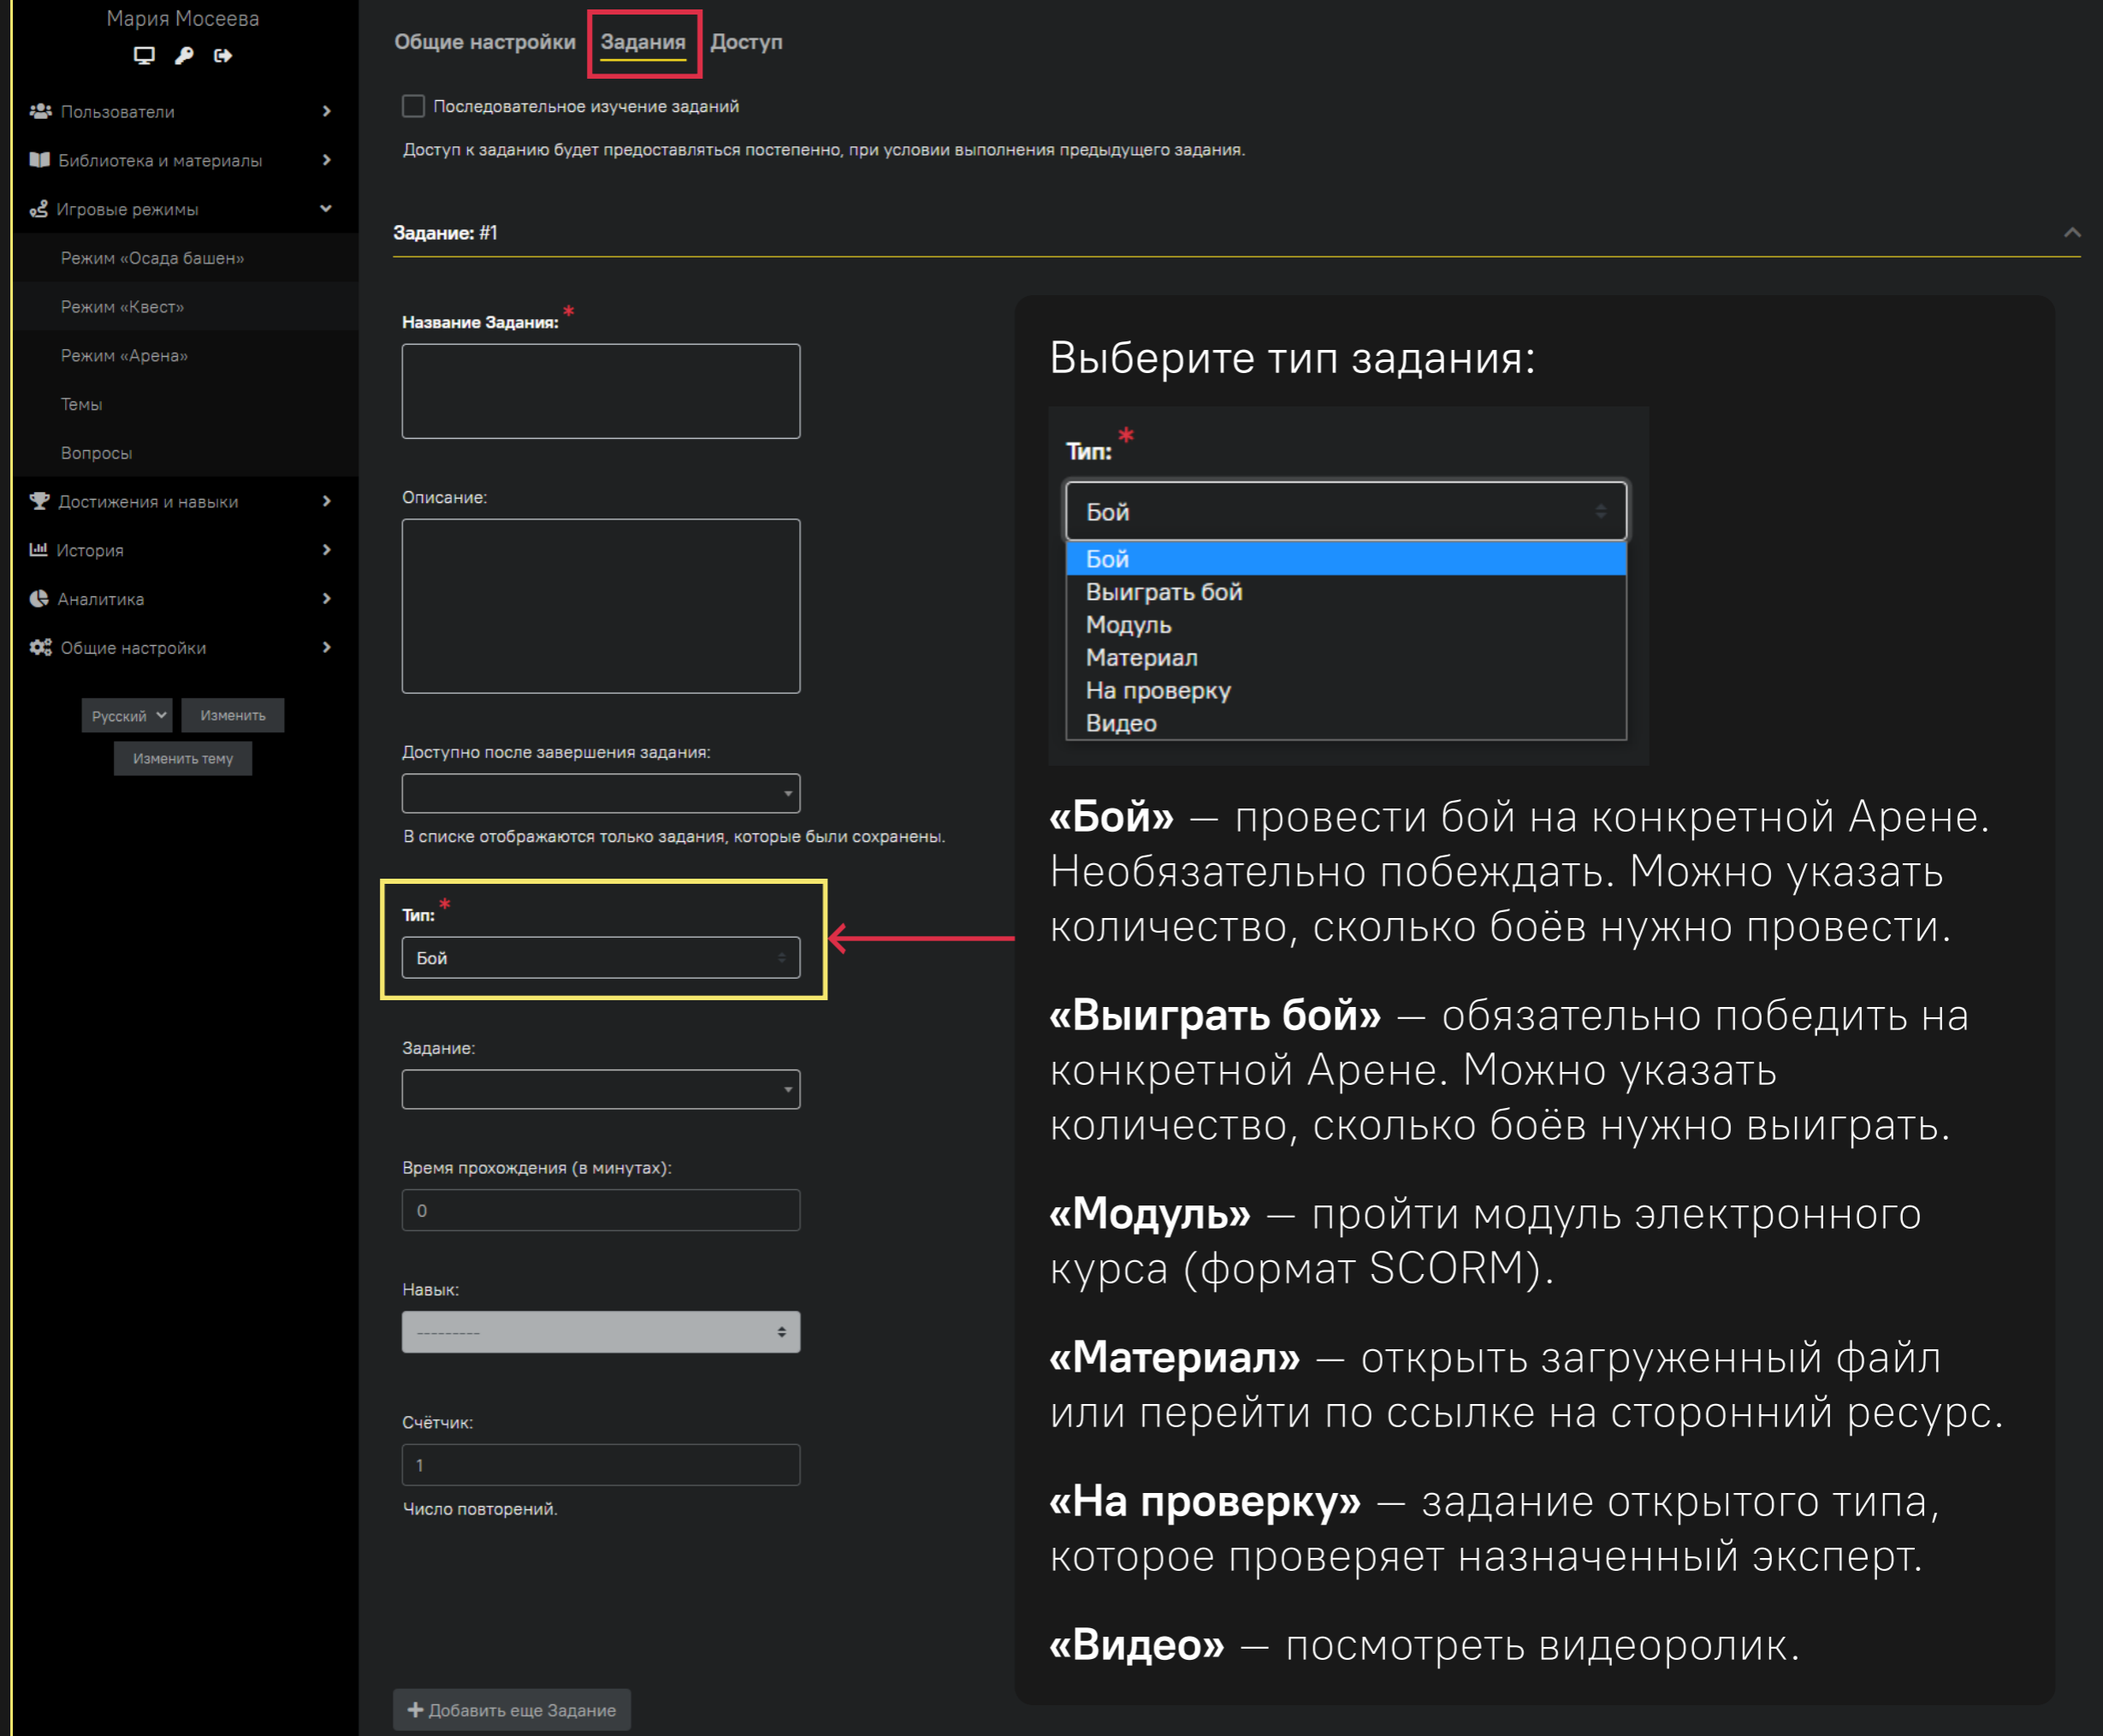 Мария Мосеева
Пользователи
Библиотека и материалы
Игровые режимы
Режим «Осада башен»
Режим «Квест»
Режим «Арена»
Темы
Вопросы
Достижения и навыки
История
Аналитика
Общие настройки
Русский
Изменить
Изменить тему
Общие настройки Задания Доступ
Последовательное изучение заданий
Доступ к заданию будет предоставляться постепенно, при условии выполнения предыдущего задания.
Задание: #1
Название Задания: *
Описание:
Доступно после завершения задания:
В списке отображаются только задания, которые были сохранены.
Тип: *
Бой
Задание:
Время прохождения (в минутах):
0
Навык:
---------
Счётчик:
1
Число повторений.
Добавить еще Задание
Выберите тип задания:
Тип: *
Бой
Бой
Выиграть бой
Модуль
Материал
На проверку
Видео
«Бой» — провести бой на конкретной Арене.
Необязательно побеждать. Можно указать
количество, сколько боёв нужно провести.
«Выиграть бой» — обязательно победить на
конкретной Арене. Можно указать
количество, сколько боёв нужно выиграть.
«Модуль» — пройти модуль электронного
курса (формат SCORM).
«Материал» — открыть загруженный файл
или перейти по ссылке на сторонний ресурс.
«На проверку» — задание открытого типа,
которое проверяет назначенный эксперт.
«Видео» — посмотреть видеоролик.